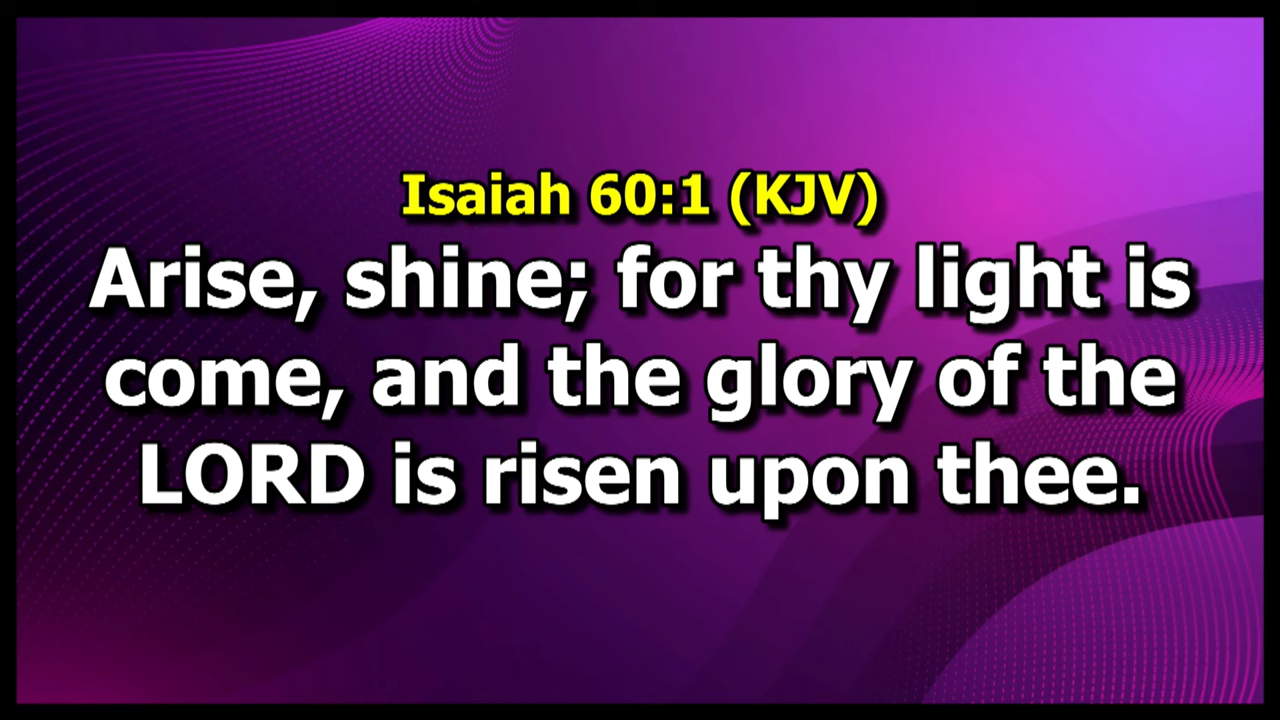 Isaiah 60:1 (KJV)
Arise, shine; for thy light is
come, and the glory of the
LORD is risen upon thee.